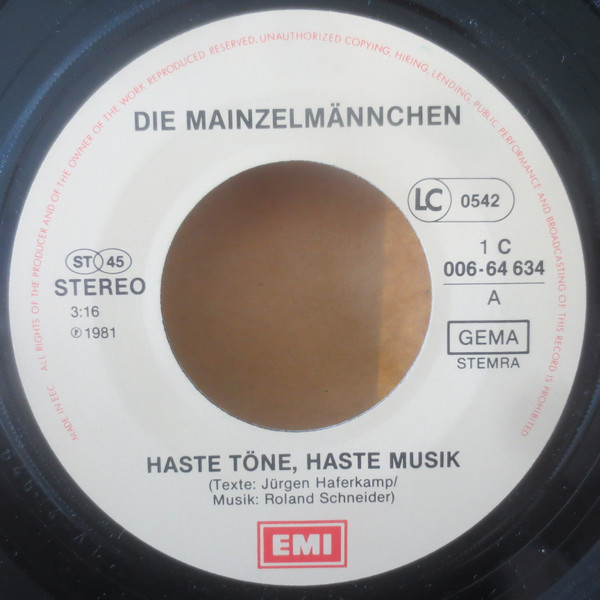 ALL RIGHTS OF THE PRODUCER AND OF THE OWNER OF THE WORK REPRODUCED RESERVED. UNAUTHORIZED COPYING, HIRING, LENDING, PUBLIC PERFORMANCE AND BROADCASTING OF THIS RECORD IS PROHIBITED
DIE MAINZELMÄNNCHEN
LC 0542
ST 45
STEREO
3:16
℗ 1981
1 C
006-64 634
A
GEMA
STEMRA
MADE IN EEC
HASTE TÖNE, HASTE MUSIK
(Texte: Jürgen Haferkamp/
Musik: Roland Schneider)
EMI